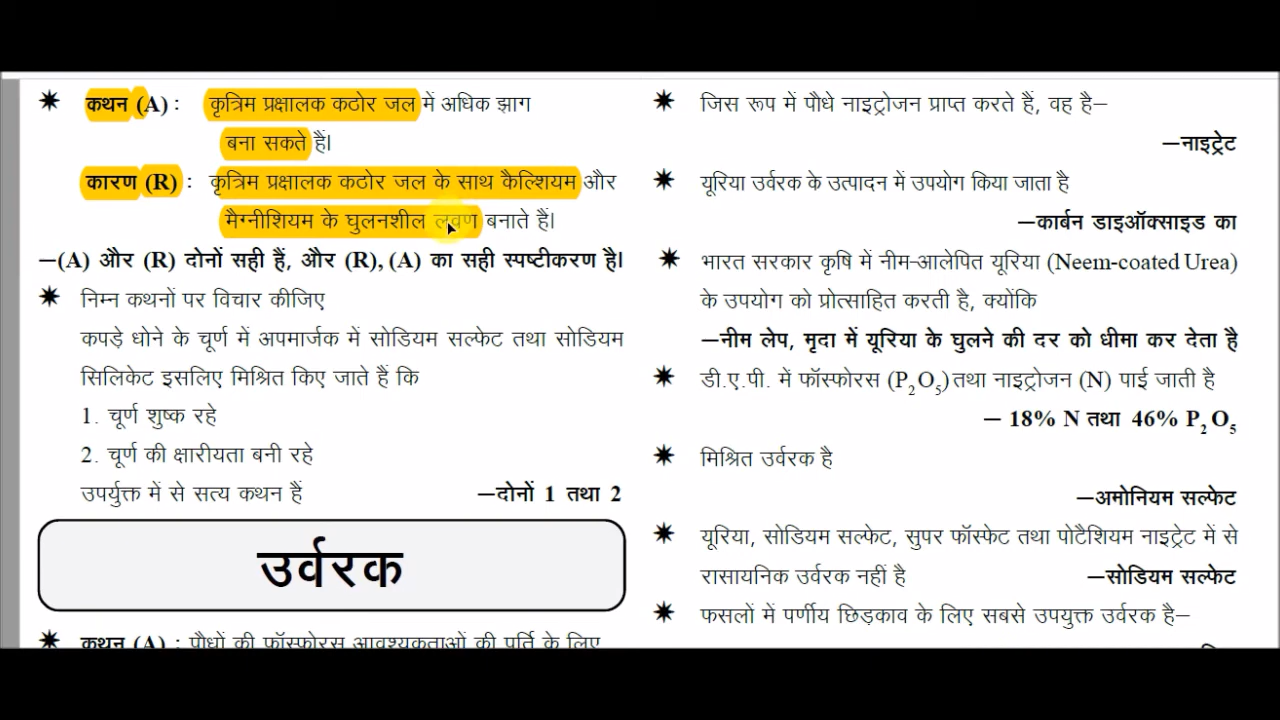 ✷ कथन (A) : कृत्रिम प्रक्षालक कठोर जल में अधिक झाग
बना सकते हैं।
कारण (R) : कृत्रिम प्रक्षालक कठोर जल के साथ कैल्शियम और
मैग्नीशियम के घुलनशील लवण बनाते हैं।
–(A) और (R) दोनों सही हैं, और (R), (A) का सही स्पष्टीकरण है।
✷ निम्न कथनों पर विचार कीजिए
कपड़े धोने के चूर्ण में अपमार्जक में सोडियम सल्फेट तथा सोडियम
सिलिकेट इसलिए मिश्रित किए जाते हैं कि
1. चूर्ण शुष्क रहे
2. चूर्ण की क्षारीयता बनी रहे
उपर्युक्त में से सत्य कथन हैं –दोनों 1 तथा 2
उर्वरक
✷ कथन (A) : पौधों की फॉस्फोरस आवश्यकताओं की पूर्ति के लिए
✷ जिस रूप में पौधे नाइट्रोजन प्राप्त करते हैं, वह है–
–नाइट्रेट
✷ यूरिया उर्वरक के उत्पादन में उपयोग किया जाता है
–कार्बन डाइऑक्साइड का
✷ भारत सरकार कृषि में नीम-आलेपित यूरिया (Neem-coated Urea)
के उपयोग को प्रोत्साहित करती है, क्योंकि
–नीम लेप, मृदा में यूरिया के घुलने की दर को धीमा कर देता है
✷ डी.ए.पी. में फॉस्फोरस (P₂O₅) तथा नाइट्रोजन (N) पाई जाती है
– 18% N तथा 46% P₂O₅
✷ मिश्रित उर्वरक है
–अमोनियम सल्फेट
✷ यूरिया, सोडियम सल्फेट, सुपर फॉस्फेट तथा पोटैशियम नाइट्रेट में से
रासायनिक उर्वरक नहीं है –सोडियम सल्फेट
✷ फसलों में पर्णीय छिड़काव के लिए सबसे उपयुक्त उर्वरक है–